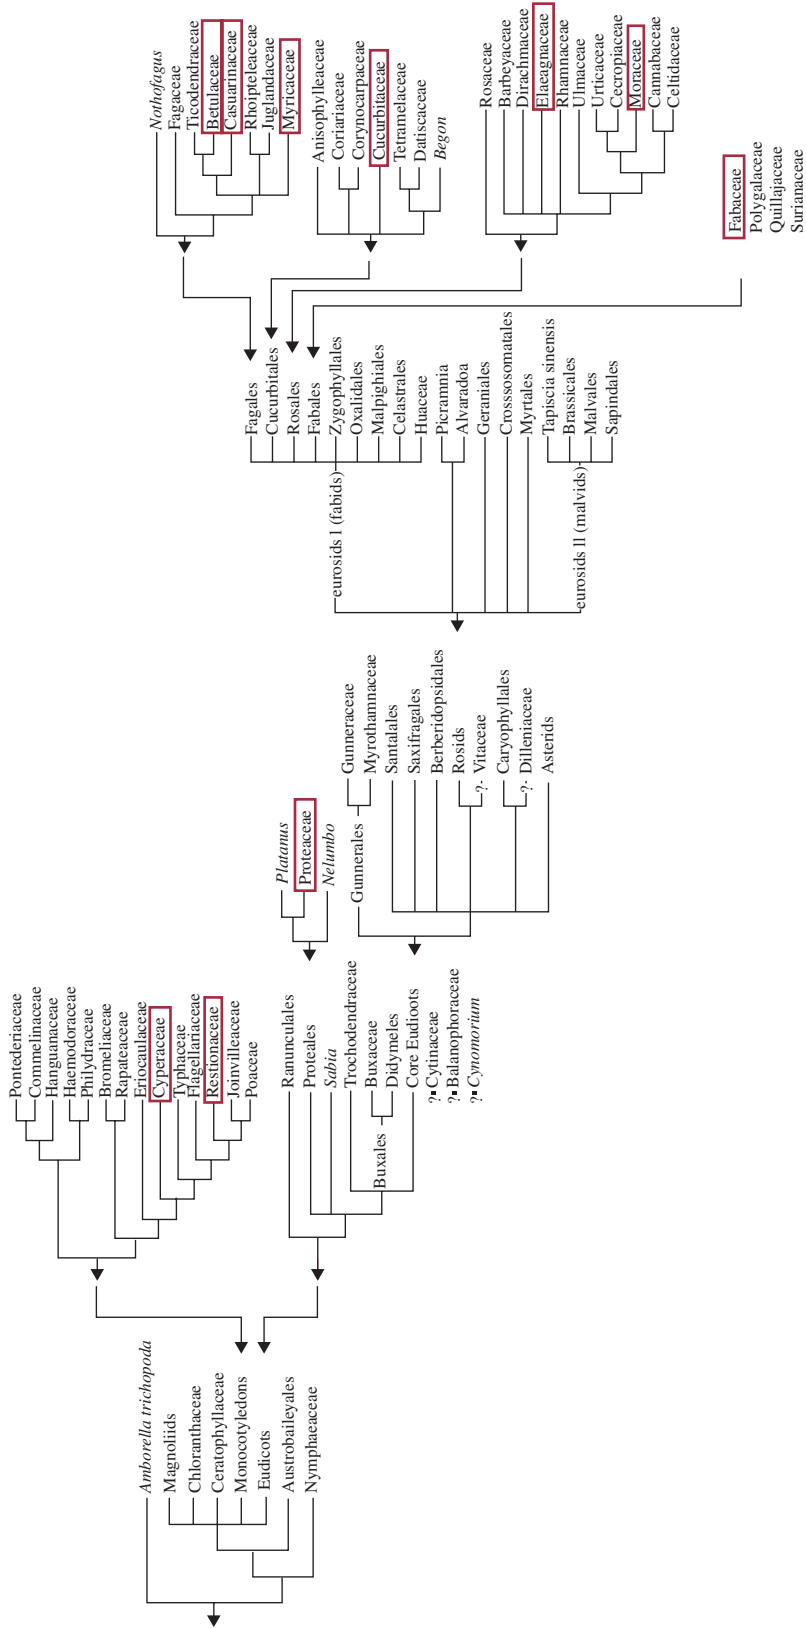 Nothofagus
Fagaceae
Ticodendraceae
Betulaceae
Casuarinaceae
Rhoipteleaceae
Juglandaceae
Myricaceae
Anisophylleaceae
Coriariaceae
Corynocarpaceae
Cucurbitaceae
Tetramelaceae
Datiscaceae
Begon
Rosaceae
Barbeyaceae
Dirachmaceae
Elaeagnaceae
Rhamnaceae
Ulmaceae
Urticaceae
Cecropiaceae
Moraceae
Cannabaceae
Celtidaceae
Fabaceae
Polygalaceae
Quillajaceae
Surianaceae
Fagales
Cucurbitales
Rosales
Fabales
Zygophyllales
Oxalidales
Malpighiales
Celastrales
Huaceae
Picramnia
Alvaradoa
Geraniales
Crosssosomatales
Myrtales
Tapiscia sinensis
Brassicales
Malvales
Sapindales
eurosids l (fabids)
eurosids ll (malvids)
Platanus
Proteaceae
Nelumbo
Gunneraceae
Myrothamnaceae
Gunnerales
Santalales
Saxifragales
Berberidopsidales
Rosids
?- Vitaceae
Caryophyllales
?- Dilleniaceae
Asterids
Pontederiaceae
Commelinaceae
Hanguanaceae
Haemodoraceae
Philydraceae
Bromeliaceae
Rapateaceae
Eriocaulaceae
Cyperaceae
Typhaceae
Flagellariaceae
Restionaceae
Joinvilleaceae
Poaceae
Ranunculales
Proteales
Sabia
Trochodendraceae
Buxaceae
Didymeles
Buxales
Core Eudioots
?▪Cytinaceae
?▪Balanophoraceae
?▪Cynomorium
Amborella trichopoda
Magnoliids
Chloranthaceae
Ceratophyllaceae
Monocotyledons
Eudicots
Austrobaileyales
Nymphaeaceae